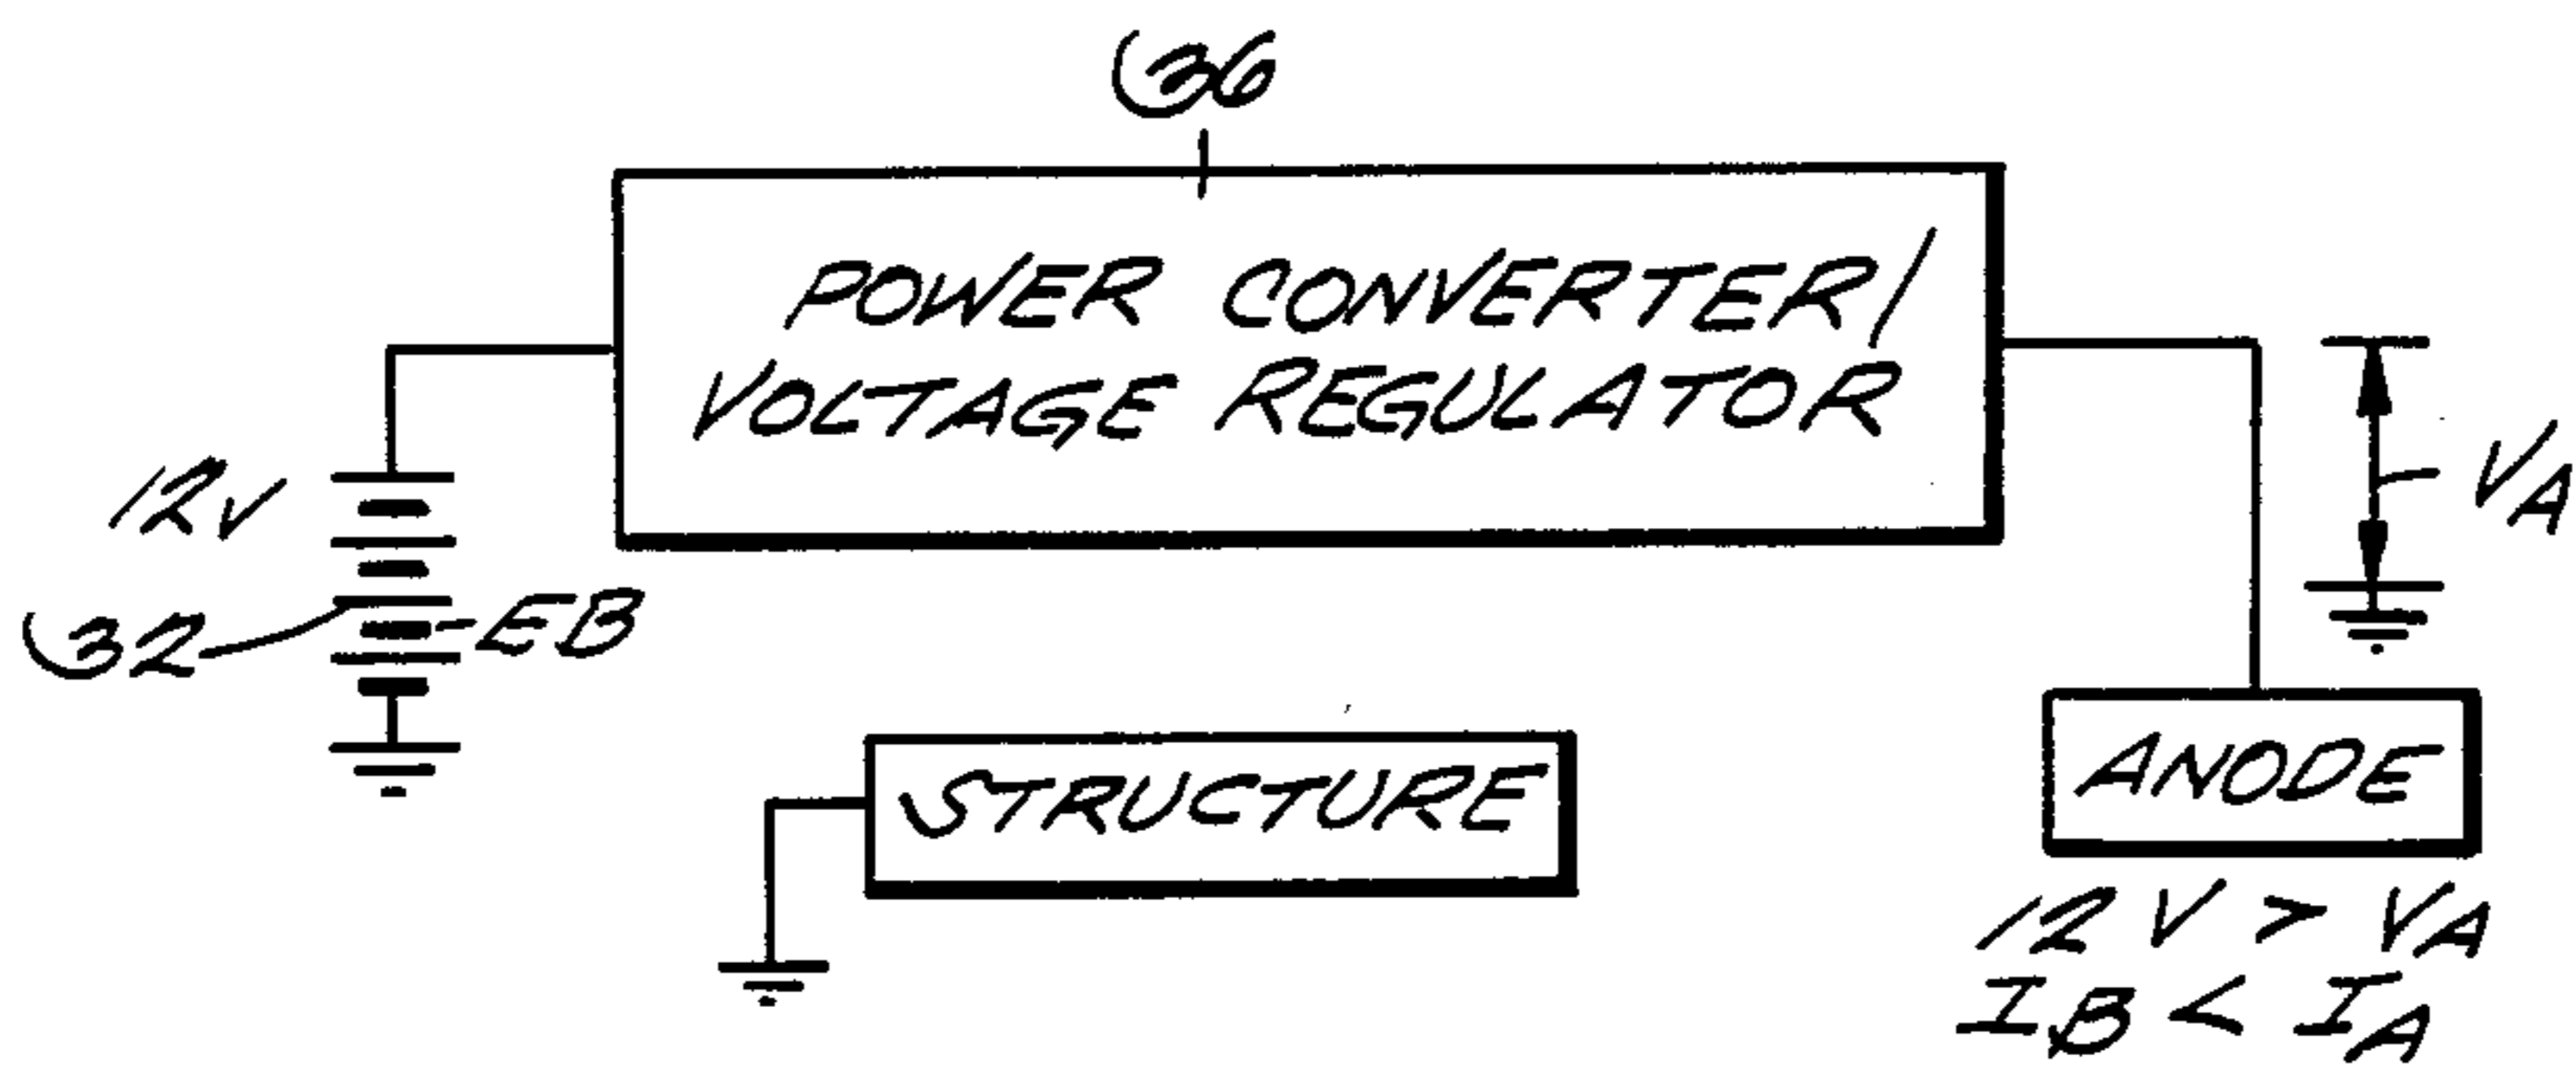 36
POWER CONVERTER/
VOLTAGE REGULATOR
12V
32
EB
VA
STRUCTURE
ANODE
12 V > VA
IB < IA